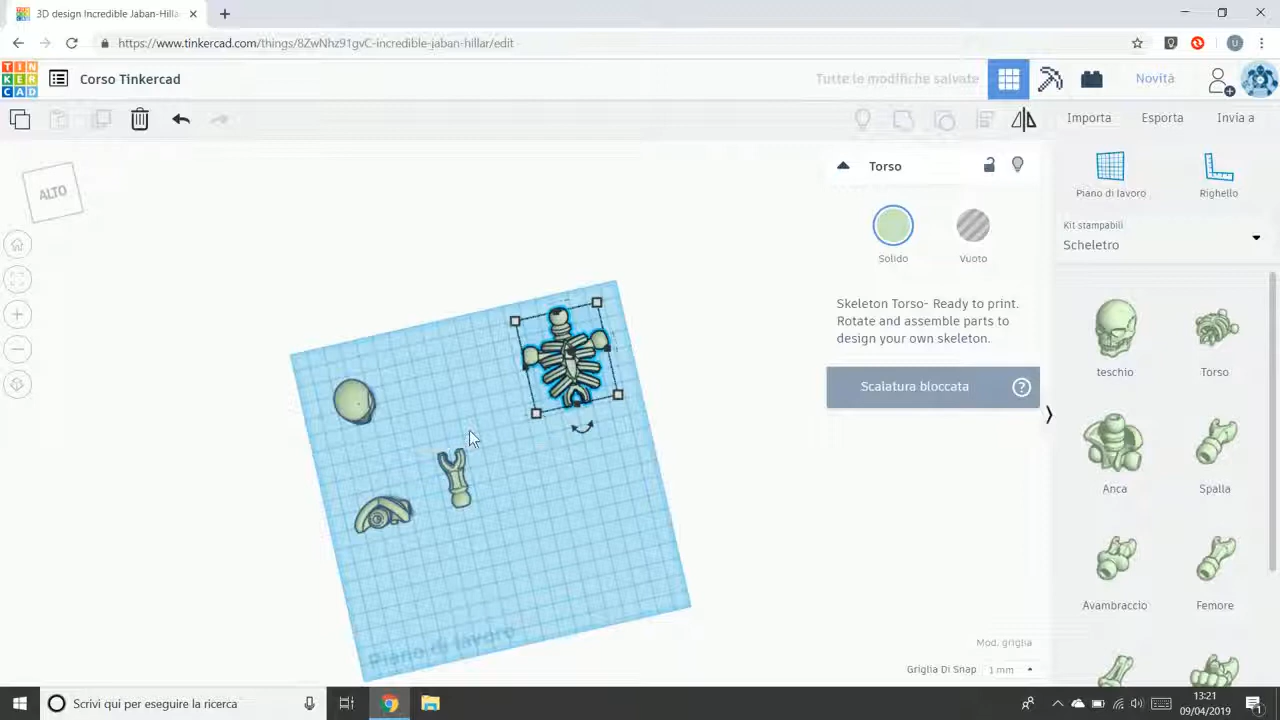 3D design Incredible Jaban-Hilla
https://www.tinkercad.com/things/8ZwNhz91gvC-incredible-jaban-hillar/edit
U
TIN
KER
CAD
Corso Tinkercad
Tutte le modifiche salvate
Novità
Importa
Esporta
Invia a
ALTO
Torso
Piano di lavoro
Righello
Solido
Vuoto
Kit stampabili
Scheletro
Skeleton Torso- Ready to print.
Rotate and assemble parts to
design your own skeleton.
Scalatura bloccata
?
teschio
Torso
Anca
Spalla
Avambraccio
Femore
Piano di lavoro
Mod. griglia
Griglia Di Snap
1 mm
Scrivi qui per eseguire la ricerca
13:21
09/04/2019
1